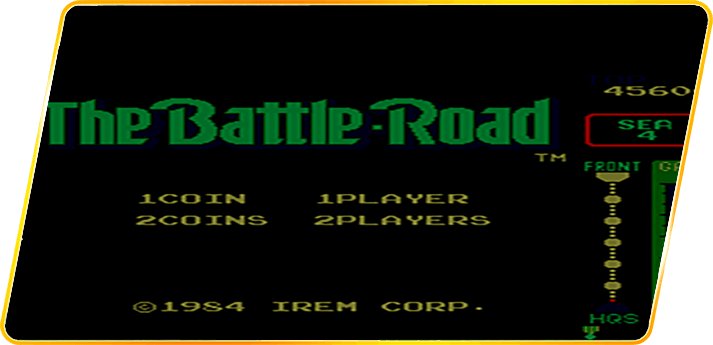 The Battle-Road
TM
1COIN 1PLAYER
2COINS 2PLAYERS
©1984 IREM CORP.
4560
SEA
4
FRONT
HQS